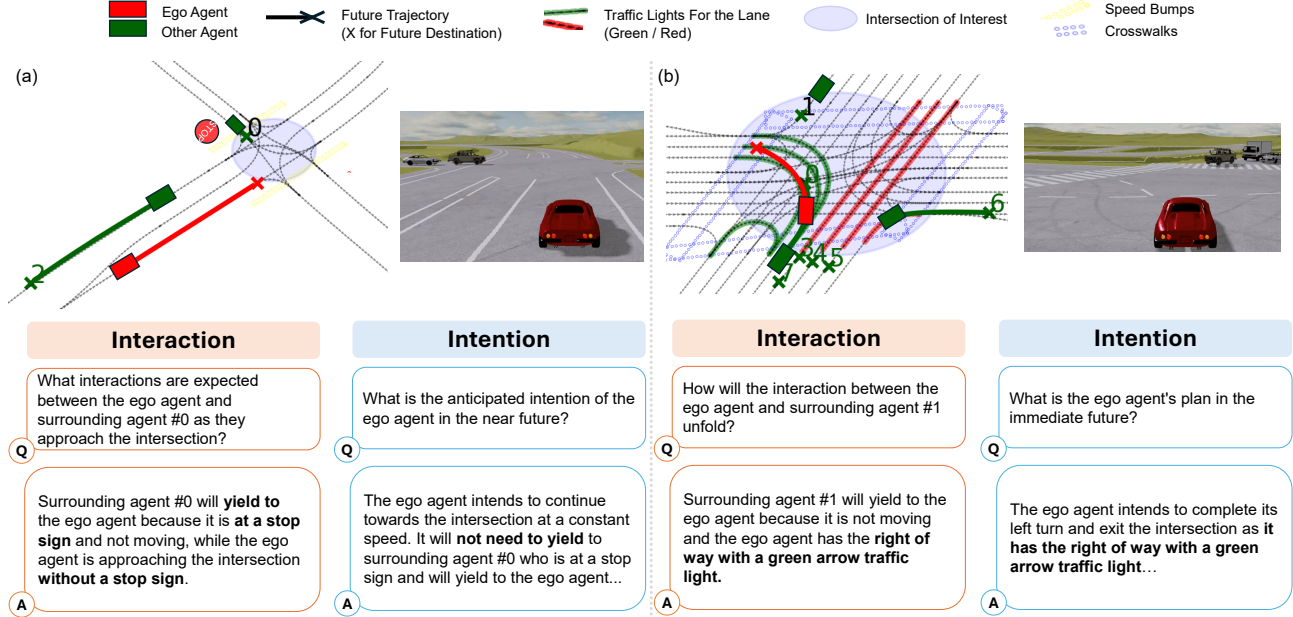 Ego Agent
Other Agent
Future Trajectory
(X for Future Destination)
Traffic Lights For the Lane
(Green / Red)
Intersection of Interest
Speed Bumps
Crosswalks
(a)
STOP
0
2
(b)
1
0
6
3
4
5
7
Interaction
Intention
What interactions are expected
between the ego agent and
surrounding agent #0 as they
approach the intersection?
Q
What is the anticipated intention of the
ego agent in the near future?
Q
Surrounding agent #0 will yield to
the ego agent because it is at a stop
sign and not moving, while the ego
agent is approaching the intersection
without a stop sign.
A
The ego agent intends to continue
towards the intersection at a constant
speed. It will not need to yield to
surrounding agent #0 who is at a stop
sign and will yield to the ego agent...
A
Interaction
Intention
How will the interaction between the
ego agent and surrounding agent #1
unfold?
Q
What is the ego agent's plan in the
immediate future?
Q
Surrounding agent #1 will yield to the
ego agent because it is not moving
and the ego agent has the right of
way with a green arrow traffic
light.
A
The ego agent intends to complete its
left turn and exit the intersection as it
has the right of way with a green
arrow traffic light…
A